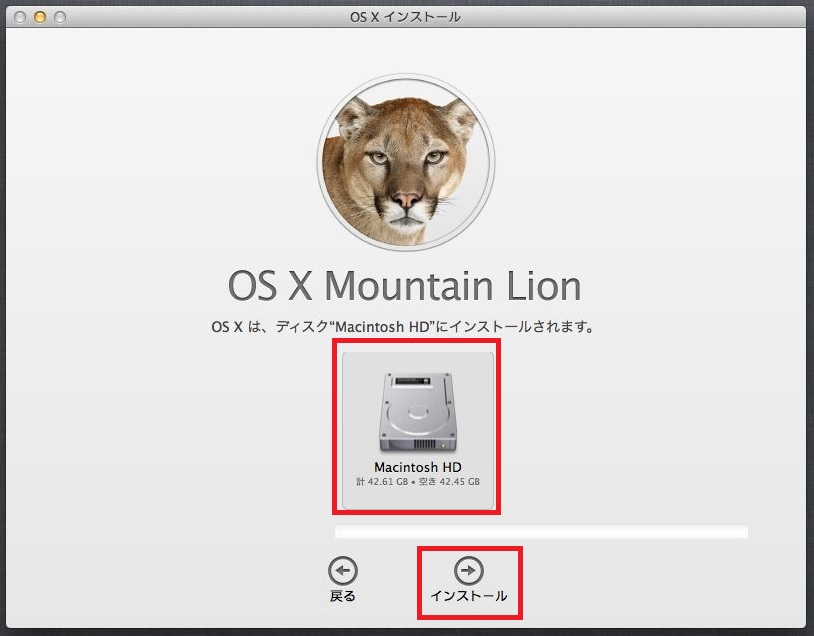 OS X インストール
OS X Mountain Lion
OS X は、ディスク“Macintosh HD”にインストールされます。
Macintosh HD
計 42.61 GB • 空き 42.45 GB
戻る
インストール